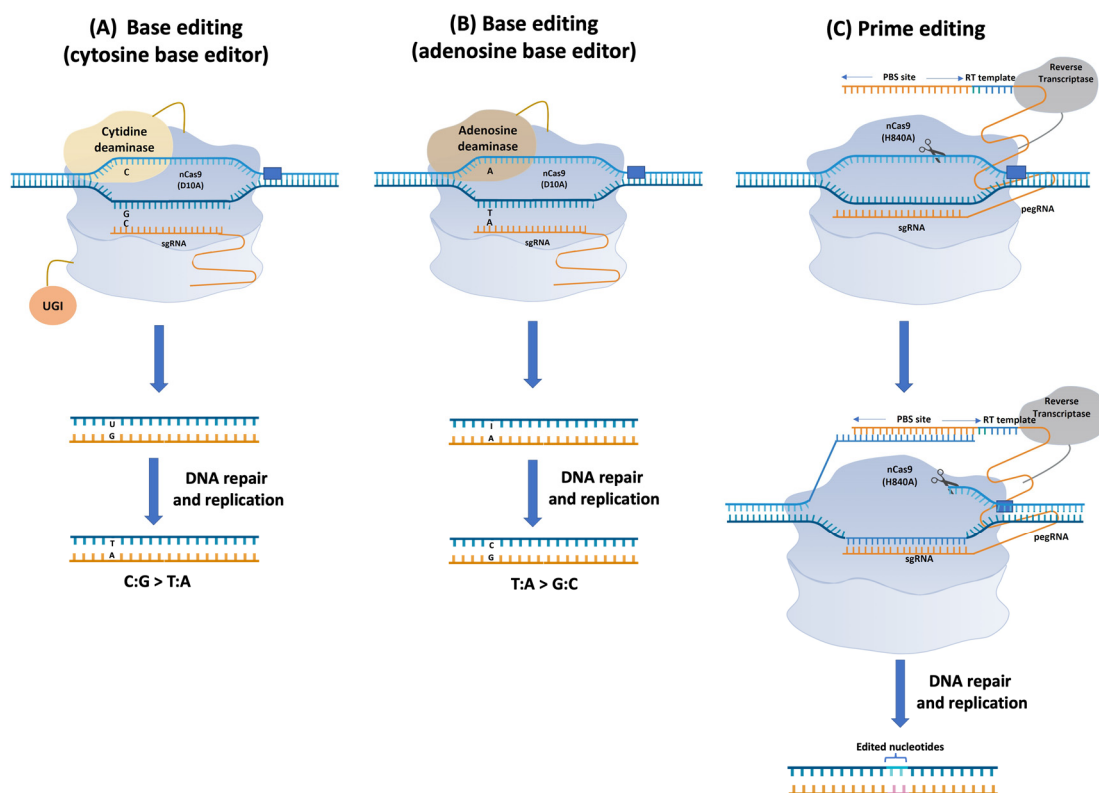 (A) Base editing
(cytosine base editor)
Cytidine
deaminase
C
nCas9
(D10A)
G
C
sgRNA
UGI
U
G
DNA repair
and replication
T
A
C:G > T:A
(B) Base editing
(adenosine base editor)
Adenosine
deaminase
A
nCas9
(D10A)
T
A
sgRNA
I
A
DNA repair
and replication
C
G
T:A > G:C
(C) Prime editing
PBS site
RT template
Reverse
Transcriptase
nCas9
(H840A)
pegRNA
sgRNA
PBS site
RT template
Reverse
Transcriptase
nCas9
(H840A)
pegRNA
sgRNA
DNA repair
and replication
Edited nucleotides